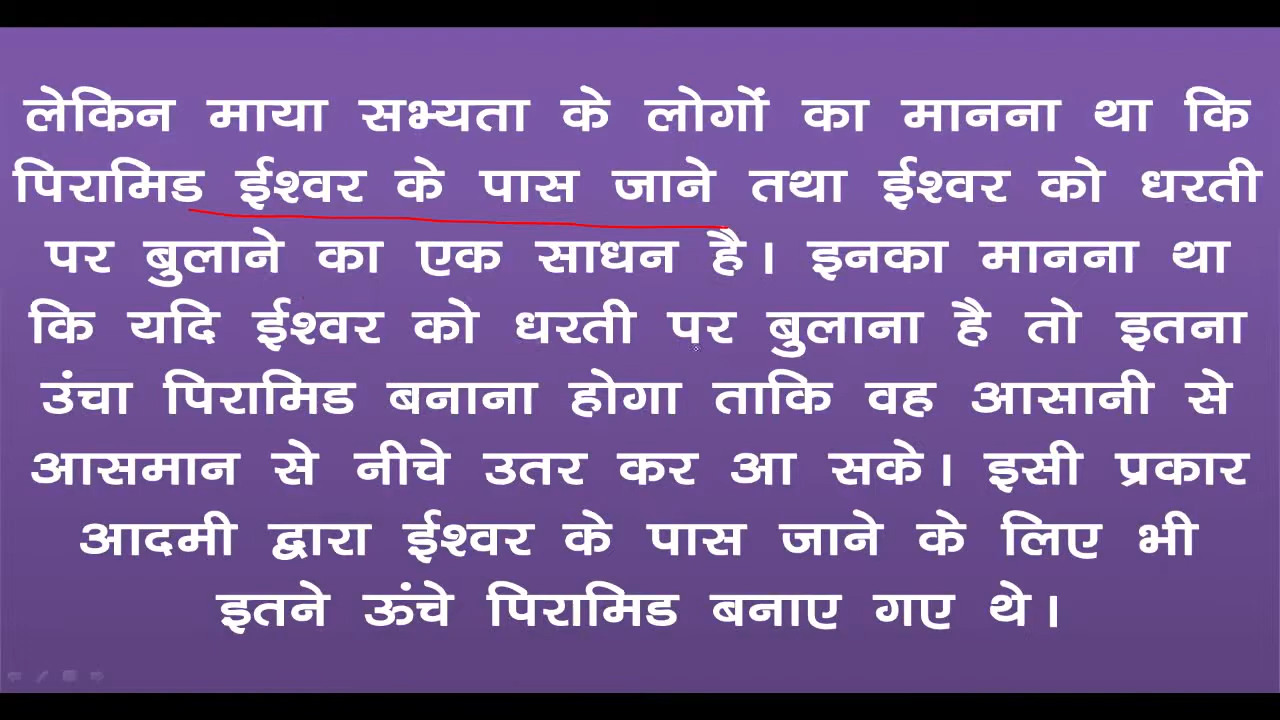 लेकिन माया सभ्यता के लोगों का मानना था कि
पिरामिड ईश्वर के पास जाने तथा ईश्वर को धरती
पर बुलाने का एक साधन है। इनका मानना था
कि यदि ईश्वर को धरती पर बुलाना है तो इतना
उंचा पिरामिड बनाना होगा ताकि वह आसानी से
आसमान से नीचे उतर कर आ सके। इसी प्रकार
आदमी द्वारा ईश्वर के पास जाने के लिए भी
इतने ऊंचे पिरामिड बनाए गए थे।